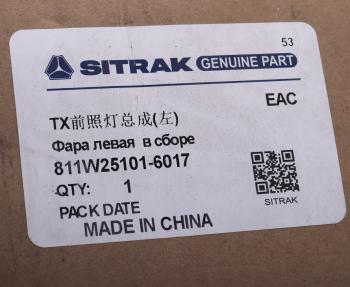 53
SITRAK GENUINE PART
EAC
TX前照灯总成(左)
Фара левая в сборе
811W25101-6017
QTY: 1
PACK DATE
MADE IN CHINA
SITRAK